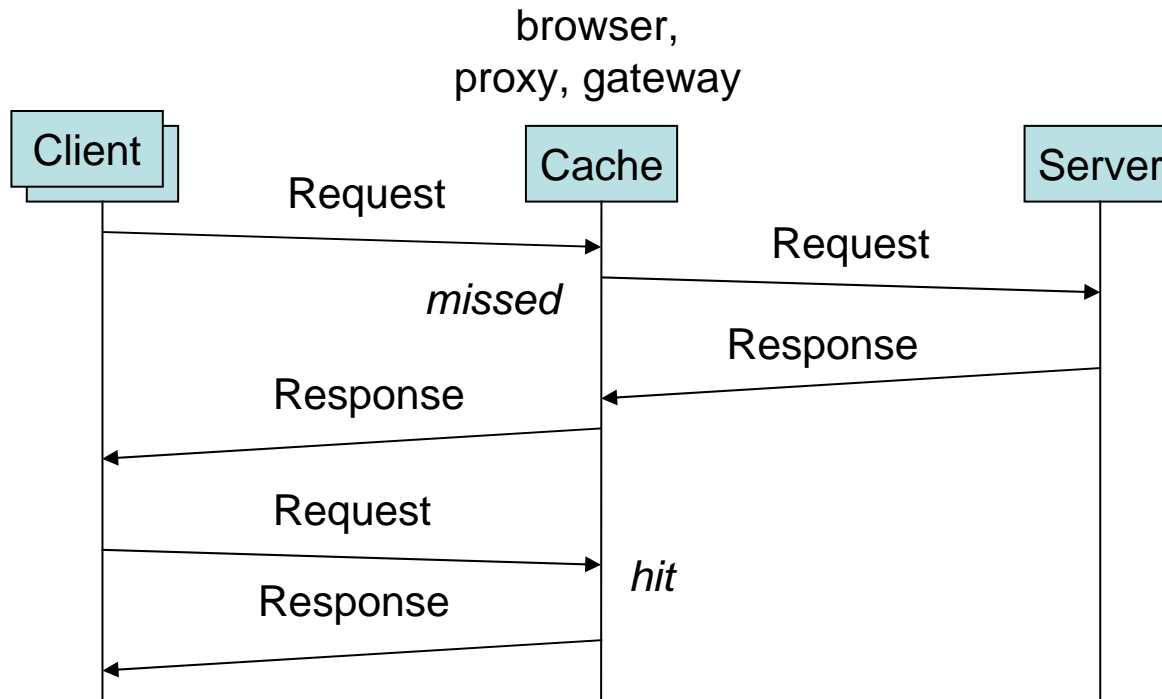 browser,
proxy, gateway
Client
Cache
Server
Request
Request
missed
Response
Response
Request
hit
Response